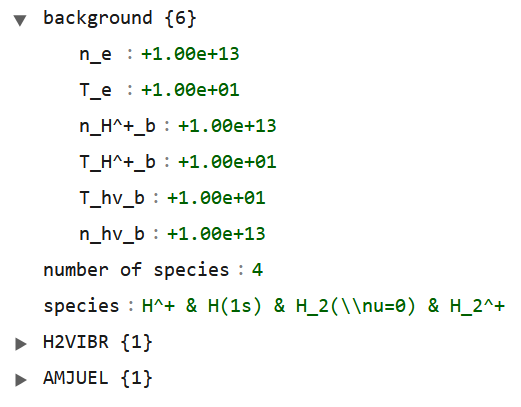 ▼ background {6}
n_e : +1.00e+13
T_e : +1.00e+01
n_H^+_b : +1.00e+13
T_H^+_b : +1.00e+01
T_hv_b : +1.00e+01
n_hv_b : +1.00e+13
number of species : 4
species : H^+ & H(1s) & H_2(\\nu=0) & H_2^+
▶ H2VIBR {1}
▶ AMJUEL {1}